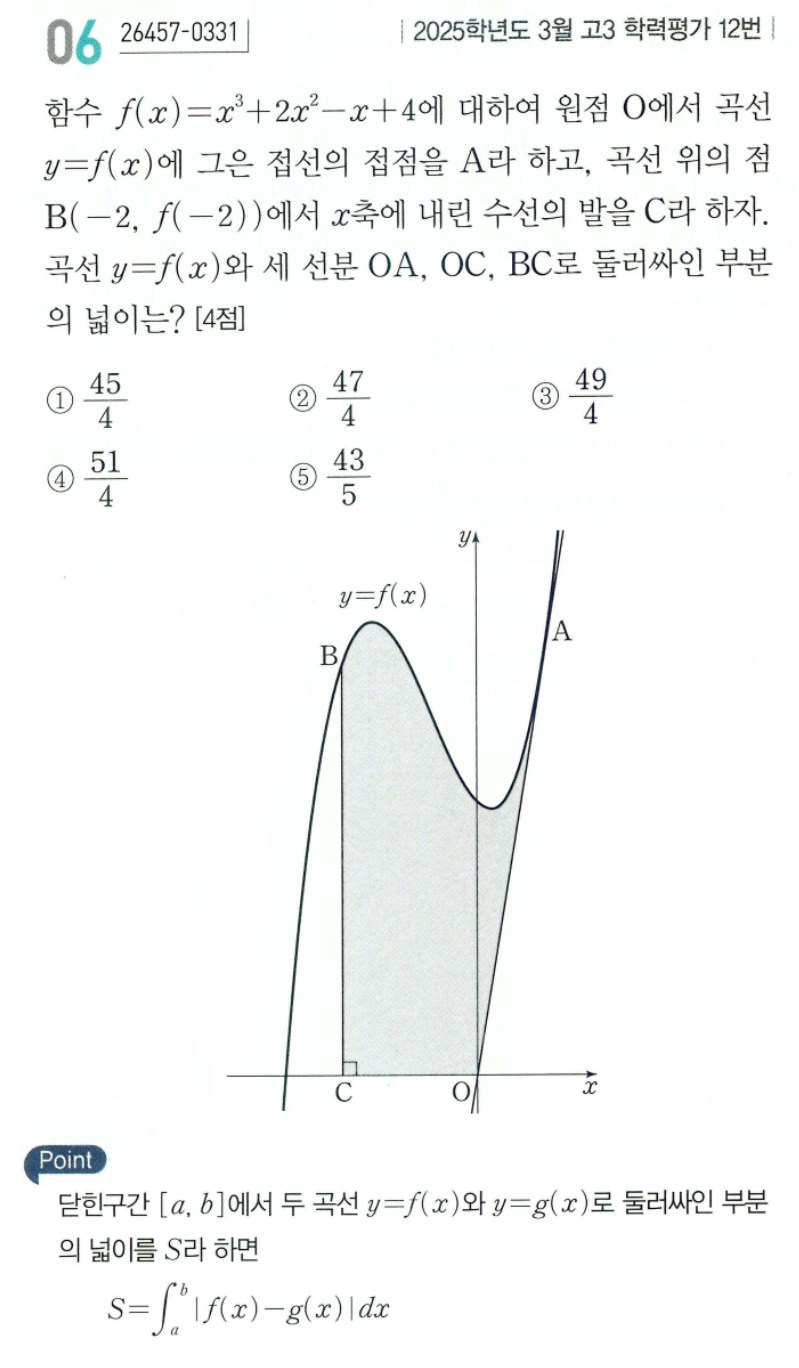 06 26457-0331 | 2025학년도 3월 고3 학력평가 12번 |
함수 f(x)=x³+2x²-x+4에 대하여 원점 O에서 곡선
y=f(x)에 그은 접선의 접점을 A라 하고, 곡선 위의 점
B(-2, f(-2))에서 x축에 내린 수선의 발을 C라 하자.
곡선 y=f(x)와 세 선분 OA, OC, BC로 둘러싸인 부분
의 넓이는? [4점]
① 45/4 ② 47/4 ③ 49/4
④ 51/4 ⑤ 43/5
y
y=f(x)
A
B
C O x
Point
닫힌구간 [a, b]에서 두 곡선 y=f(x)와 y=g(x)로 둘러싸인 부분
의 넓이를 S라 하면
S=∫ₐᵇ|f(x)-g(x)|dx